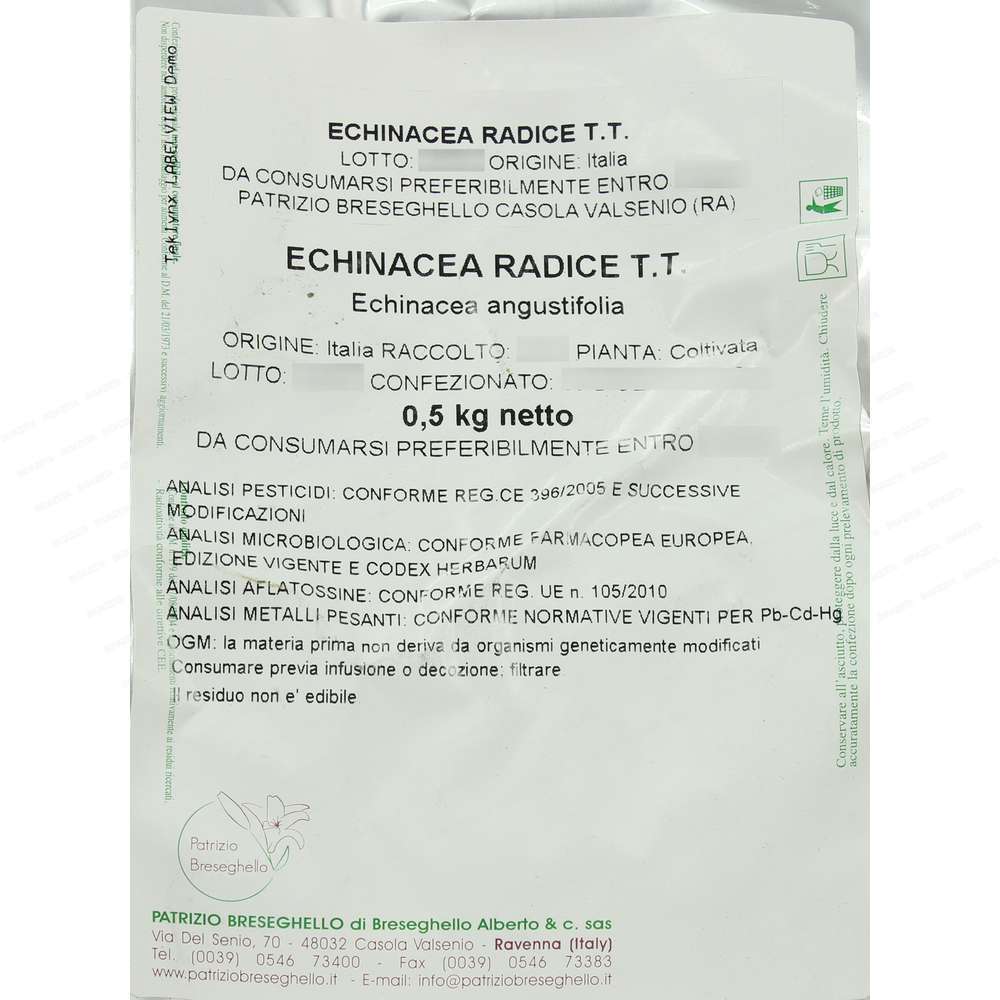 ECHINACEA RADICE T.T.
LOTTO: ORIGINE: Italia
DA CONSUMARSI PREFERIBILMENTE ENTRO
PATRIZIO BRESEGHELLO CASOLA VALSENIO (RA)
ECHINACEA RADICE T.T.
Echinacea angustifolia
ORIGINE: Italia RACCOLTO: PIANTA: Coltivata
LOTTO: CONFEZIONATO:
0,5 kg netto
DA CONSUMARSI PREFERIBILMENTE ENTRO
ANALISI PESTICIDI: CONFORME REG.CE 396/2005 E SUCCESSIVE
MODIFICAZIONI
ANALISI MICROBIOLOGICA: CONFORME FARMACOPEA EUROPEA,
EDIZIONE VIGENTE E CODEX HERBARUM
ANALISI AFLATOSSINE: CONFORME REG. UE n. 105/2010
ANALISI METALLI PESANTI: CONFORME NORMATIVE VIGENTI PER Pb-Cd-Hg
OGM: la materia prima non deriva da organismi geneticamente modificati
Consumare previa infusione o decozione; filtrare
Il residuo non e' edibile
Teklynx LABELVIEW Demo
Conservare all'asciutto, proteggere dalla luce e dal calore. Teme l'umidità. Chiudere
accuratamente la confezione dopo ogni prelevamento di prodotto.
Patrizio
Breseghello
PATRIZIO BRESEGHELLO di Breseghello Alberto & c. sas
Via Del Senio, 70 - 48032 Casola Valsenio - Ravenna (Italy)
Tel. (0039) 0546 73400 - Fax (0039) 0546 73383
www.patriziobreseghello.it - E-mail: info@patriziobreseghello.it